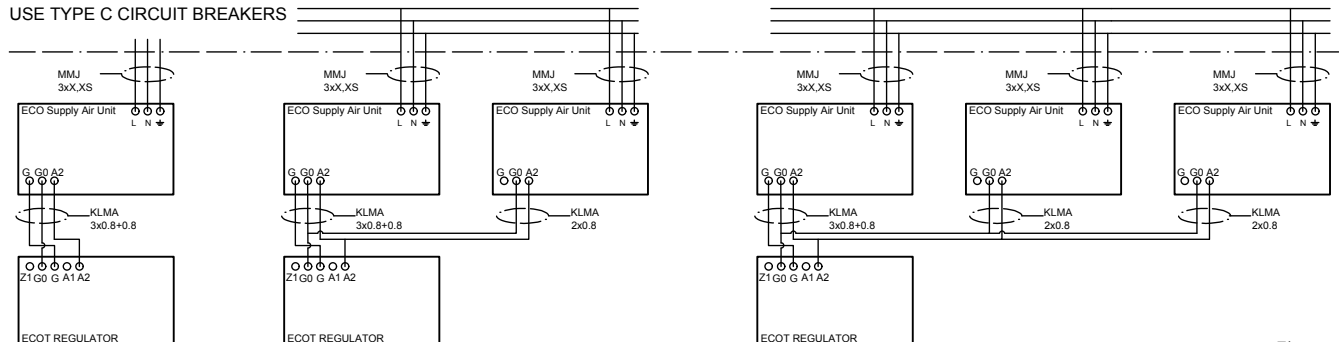 USE TYPE C CIRCUIT BREAKERS
MMJ
3xX,XS
MMJ
3xX,XS
MMJ
3xX,XS
MMJ
3xX,XS
MMJ
3xX,XS
MMJ
3xX,XS
ECO Supply Air Unit
L N
ECO Supply Air Unit
L N
ECO Supply Air Unit
L N
ECO Supply Air Unit
L N
ECO Supply Air Unit
L N
ECO Supply Air Unit
L N
G G0 A2
G G0 A2
G G0 A2
G G0 A2
G G0 A2
G G0 A2
KLMA
3x0.8+0.8
KLMA
3x0.8+0.8
KLMA
2x0.8
KLMA
3x0.8+0.8
KLMA
2x0.8
KLMA
2x0.8
Z1 G0 G A1 A2
Z1 G0 G A1 A2
Z1 G0 G A1 A2
ECOT REGULATOR
ECOT REGULATOR
ECOT REGULATOR